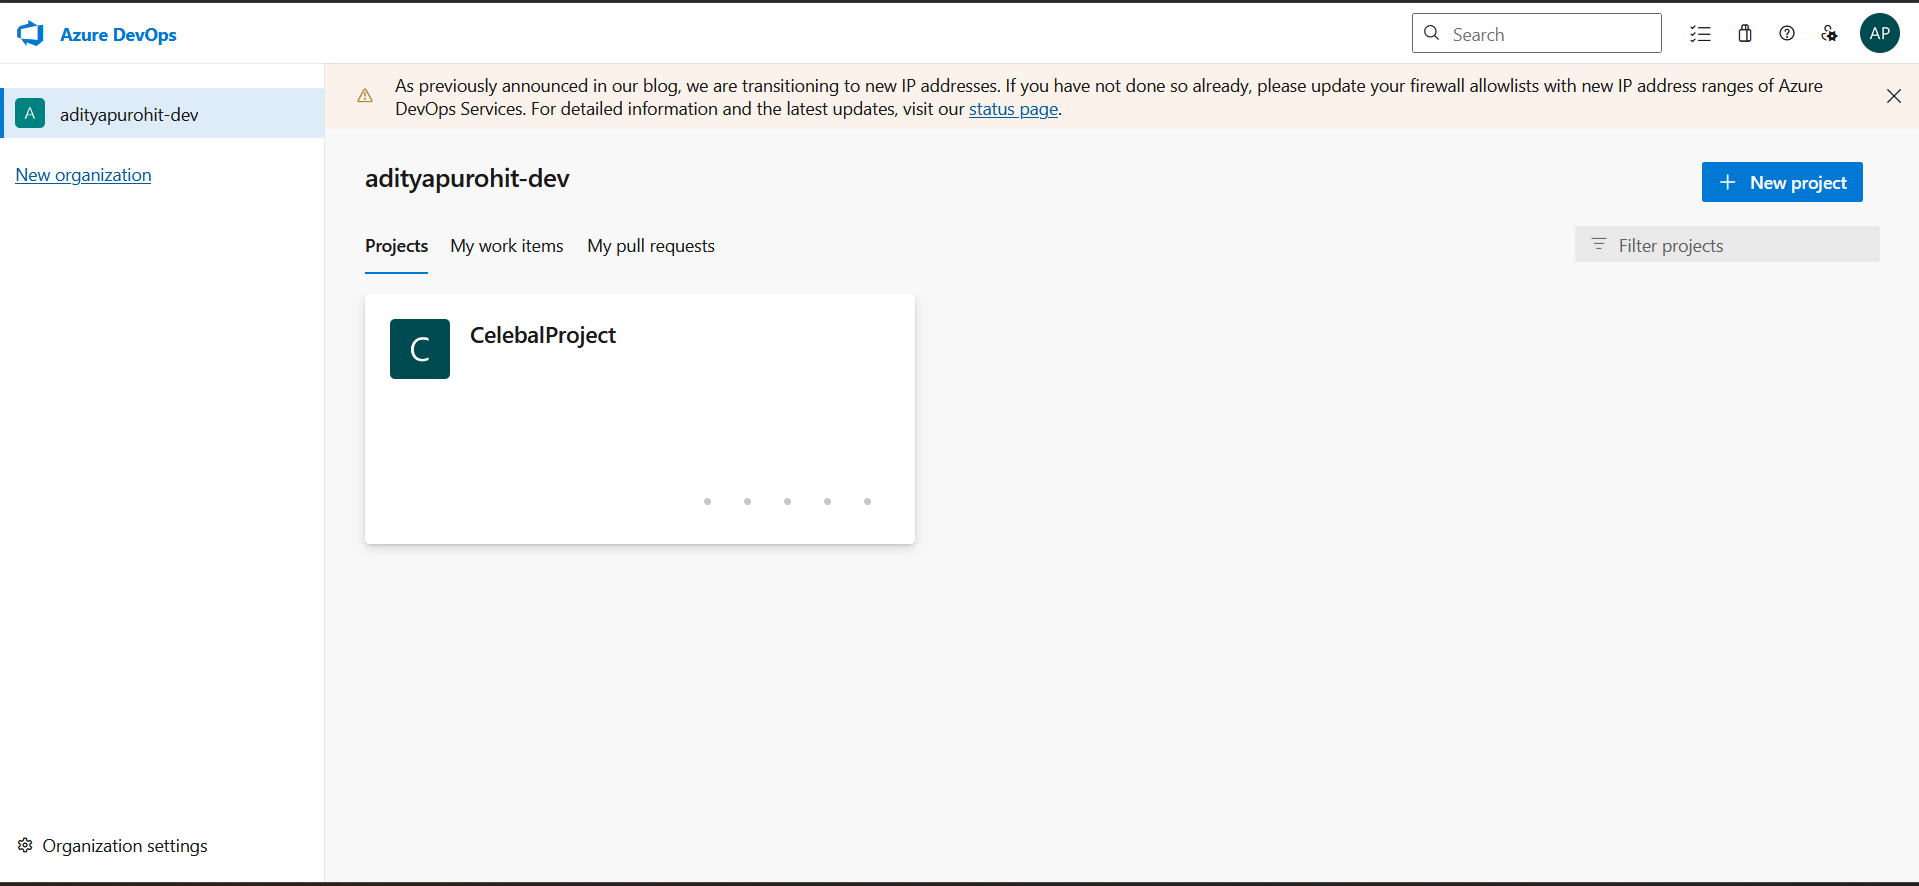 Azure DevOps
Search
AP
A adityapurohit-dev
New organization
As previously announced in our blog, we are transitioning to new IP addresses. If you have not done so already, please update your firewall allowlists with new IP address ranges of Azure
DevOps Services. For detailed information and the latest updates, visit our status page.
adityapurohit-dev
New project
Projects My work items My pull requests
Filter projects
C CelebalProject
Organization settings